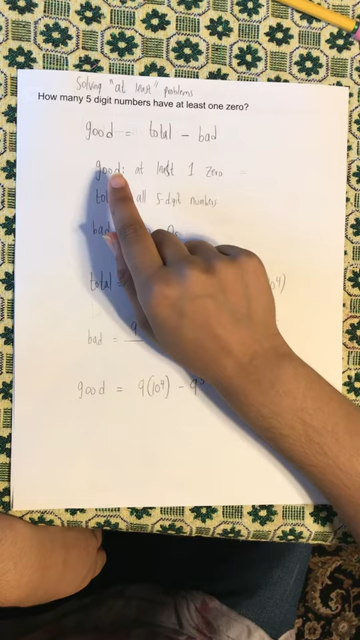 Solving "at least" problems
How many 5 digit numbers have at least one zero?
good = total - bad
good: at least 1 zero
all 5-digit numbers
bad
total =
bad = 9
good = 9(10⁴) - 9⁵